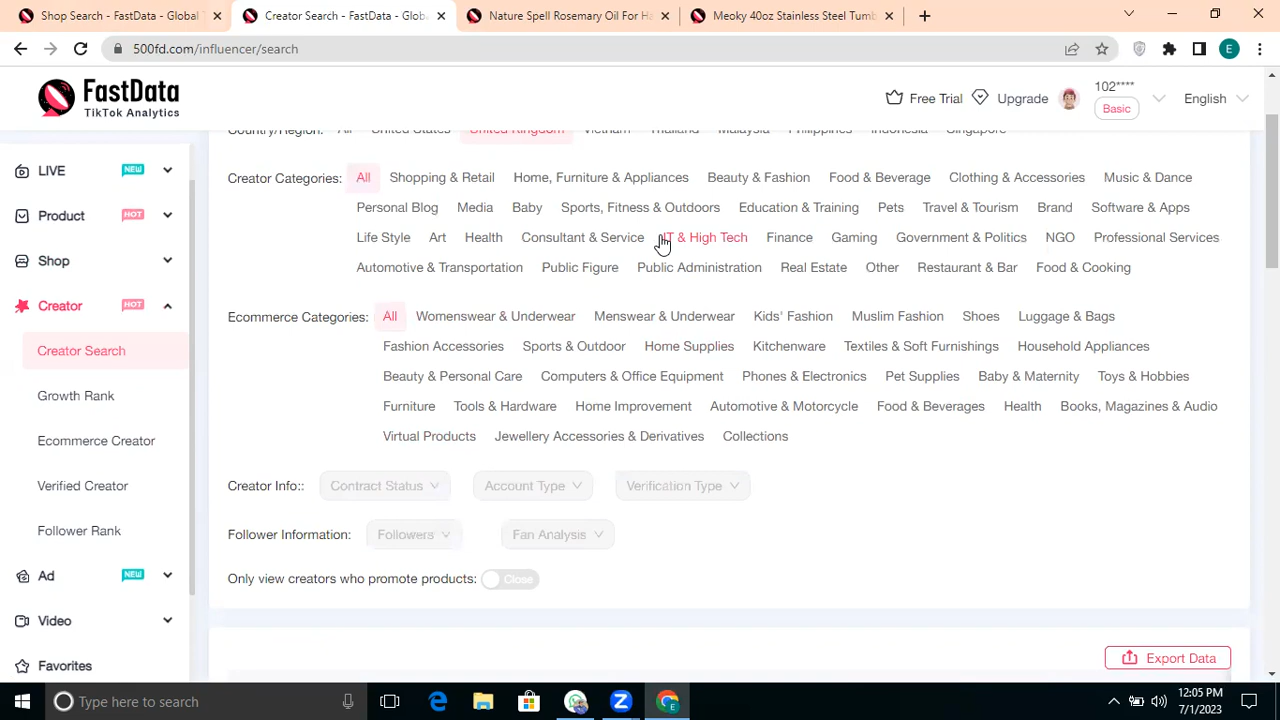 Shop Search - FastData - Global T
Creator Search - FastData - Globa
Nature Spell Rosemary Oil For Ha
Meoky 40oz Stainless Steel Tumb
500fd.com/influencer/search
E
FastData
TikTok Analytics
Free Trial
Upgrade
102****
Basic
English
Country/Region: All United States United Kingdom Vietnam Thailand Malaysia Philippines Indonesia Singapore
LIVE NEW
Product HOT
Shop
Creator HOT
Creator Search
Growth Rank
Ecommerce Creator
Verified Creator
Follower Rank
Ad NEW
Video
Favorites
Creator Categories: All Shopping & Retail Home, Furniture & Appliances Beauty & Fashion Food & Beverage Clothing & Accessories Music & Dance
Personal Blog Media Baby Sports, Fitness & Outdoors Education & Training Pets Travel & Tourism Brand Software & Apps
Life Style Art Health Consultant & Service IT & High Tech Finance Gaming Government & Politics NGO Professional Services
Automotive & Transportation Public Figure Public Administration Real Estate Other Restaurant & Bar Food & Cooking
Ecommerce Categories: All Womenswear & Underwear Menswear & Underwear Kids' Fashion Muslim Fashion Shoes Luggage & Bags
Fashion Accessories Sports & Outdoor Home Supplies Kitchenware Textiles & Soft Furnishings Household Appliances
Beauty & Personal Care Computers & Office Equipment Phones & Electronics Pet Supplies Baby & Maternity Toys & Hobbies
Furniture Tools & Hardware Home Improvement Automotive & Motorcycle Food & Beverages Health Books, Magazines & Audio
Virtual Products Jewellery Accessories & Derivatives Collections
Creator Info:: Contract Status Account Type Verification Type
Follower Information: Followers Fan Analysis
Only view creators who promote products: Close
Export Data
Type here to search
12:05 PM
7/1/2023